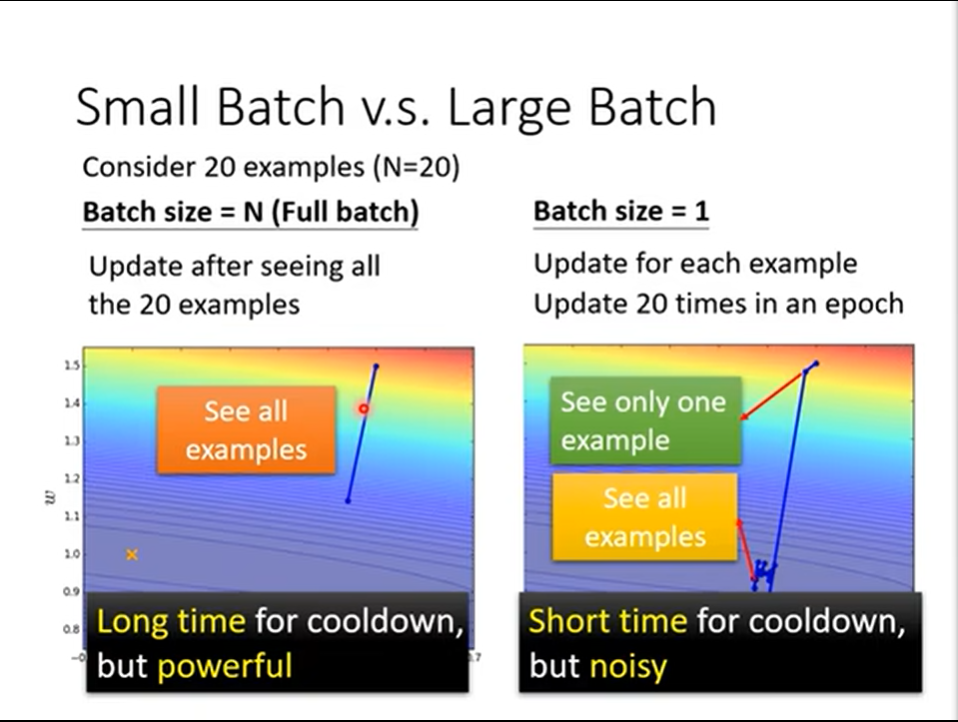 Small Batch v.s. Large Batch
Consider 20 examples (N=20)
Batch size = N (Full batch)
Update after seeing all
the 20 examples
1.5
1.4
1.3
1.2
1.1
1.0
0.9
0.8
w
See all
examples
Long time for cooldown,
but powerful
Batch size = 1
Update for each example
Update 20 times in an epoch
See only one
example
See all
examples
Short time for cooldown,
but noisy